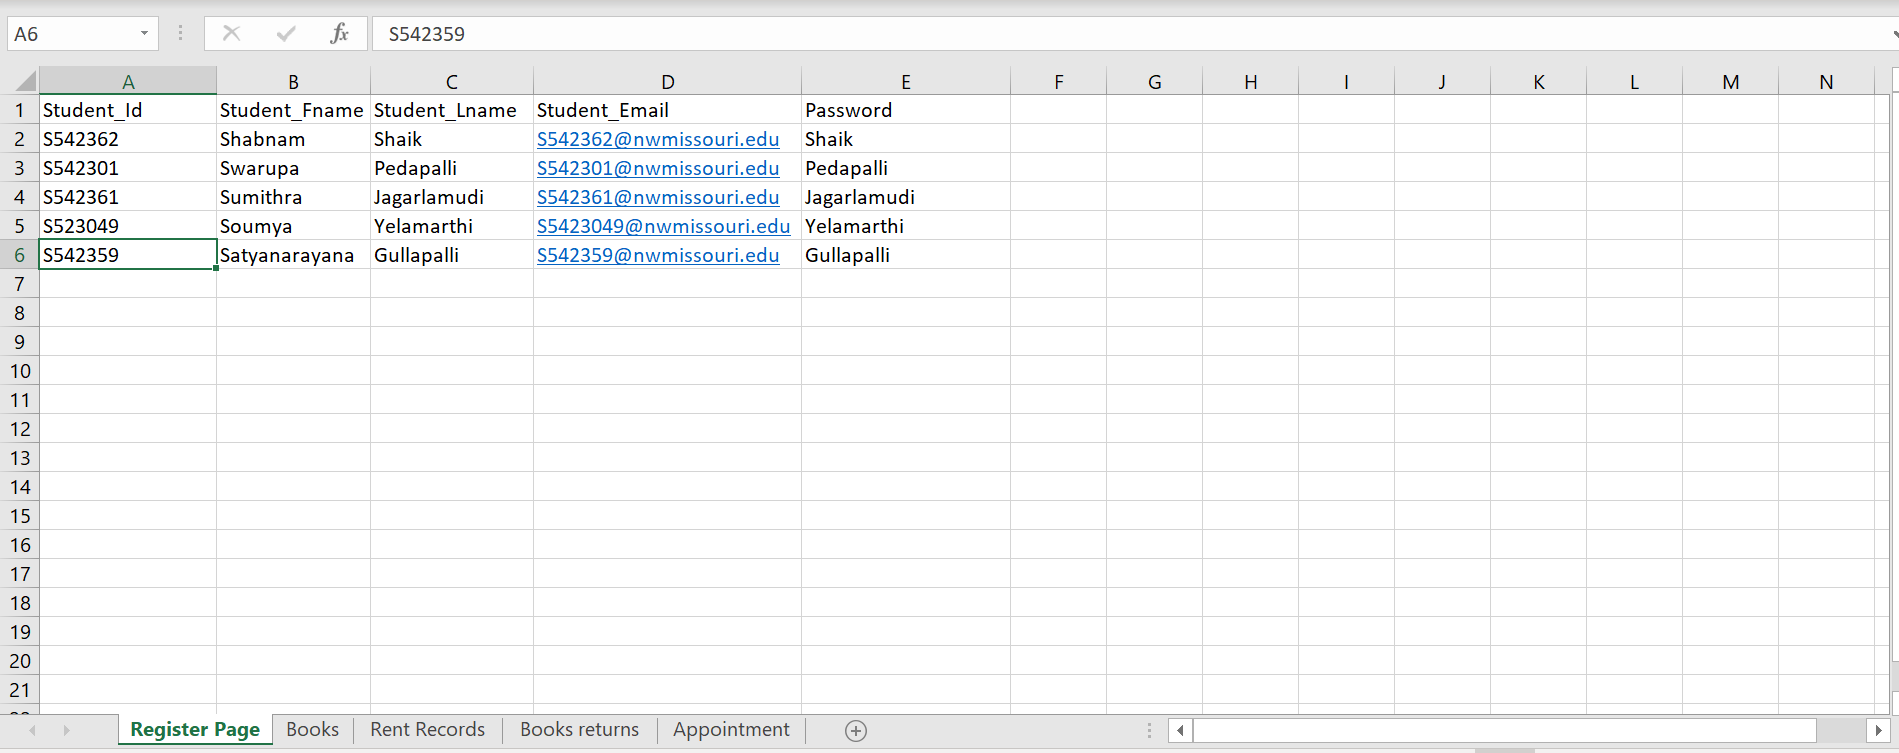 A6 fx S542359
A B C D E F G H I J K L M N
1 Student_Id Student_Fname Student_Lname Student_Email Password
2 S542362 Shabnam Shaik S542362@nwmissouri.edu Shaik
3 S542301 Swarupa Pedapalli S542301@nwmissouri.edu Pedapalli
4 S542361 Sumithra Jagarlamudi S542361@nwmissouri.edu Jagarlamudi
5 S523049 Soumya Yelamarthi S5423049@nwmissouri.edu Yelamarthi
6 S542359 Satyanarayana Gullapalli S542359@nwmissouri.edu Gullapalli
7
8
9
10
11
12
13
14
15
16
17
18
19
20
21
Register Page Books Rent Records Books returns Appointment